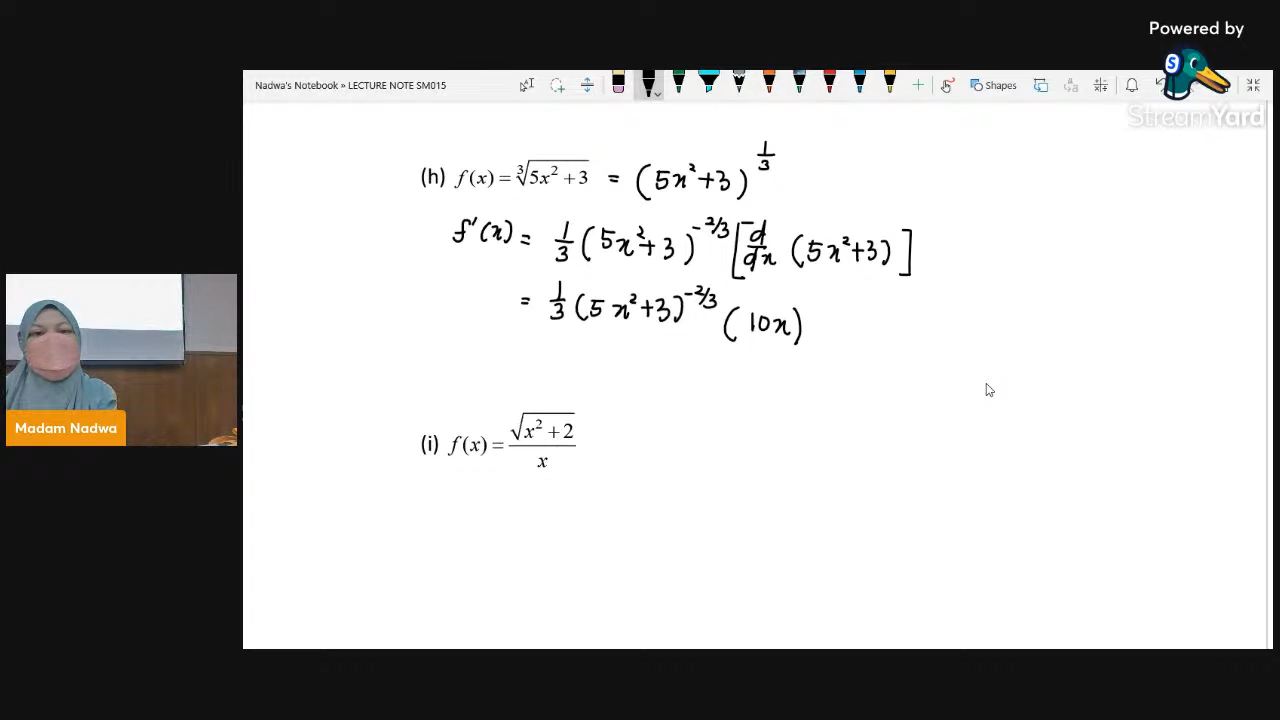 Powered by
StreamYard
Nadwa's Notebook » LECTURE NOTE SM015
Shapes
(h) f(x) = ∛(5x² + 3) = (5x² + 3)^(1/3)
f'(x) = 1/3 (5x² + 3)^(-2/3) [d/dx (5x² + 3)]
= 1/3 (5x² + 3)^(-2/3) (10x)
Madam Nadwa
(i) f(x) = √(x² + 2) / x